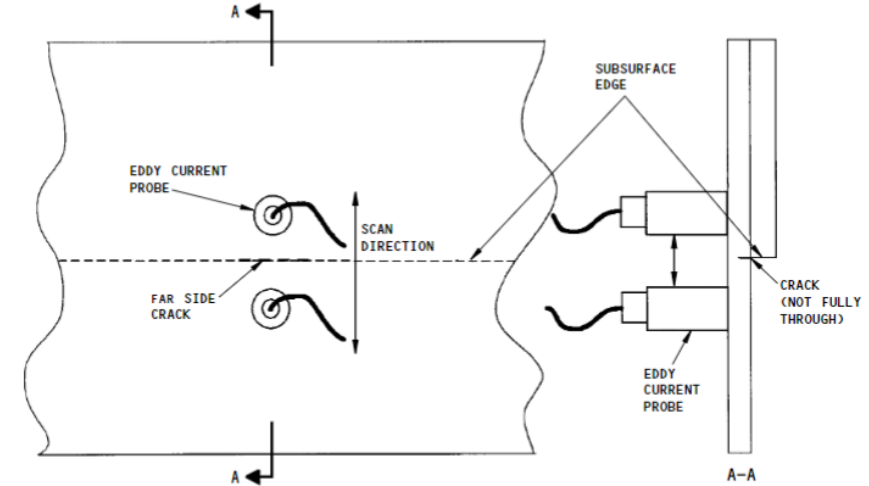 A
SUBSURFACE
EDGE
EDDY CURRENT
PROBE
SCAN
DIRECTION
FAR SIDE
CRACK
CRACK
(NOT FULLY
THROUGH)
EDDY
CURRENT
PROBE
A
A-A